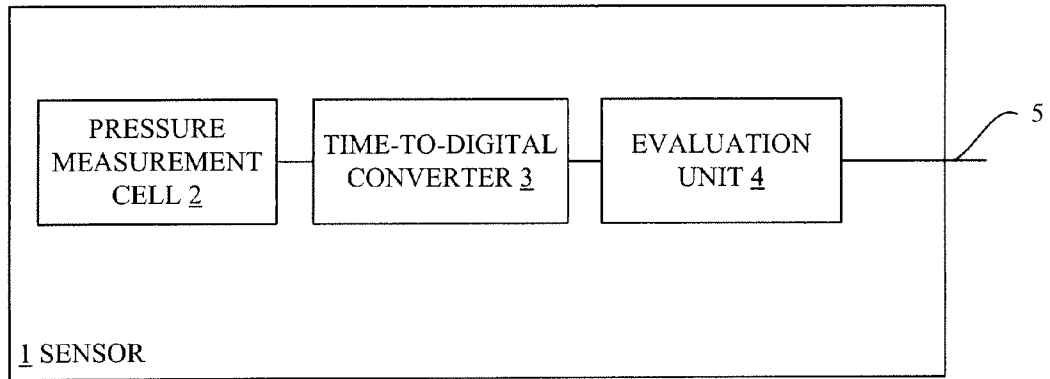 PRESSURE
MEASUREMENT
CELL 2
TIME-TO-DIGITAL
CONVERTER 3
EVALUATION
UNIT 4
5
1 SENSOR